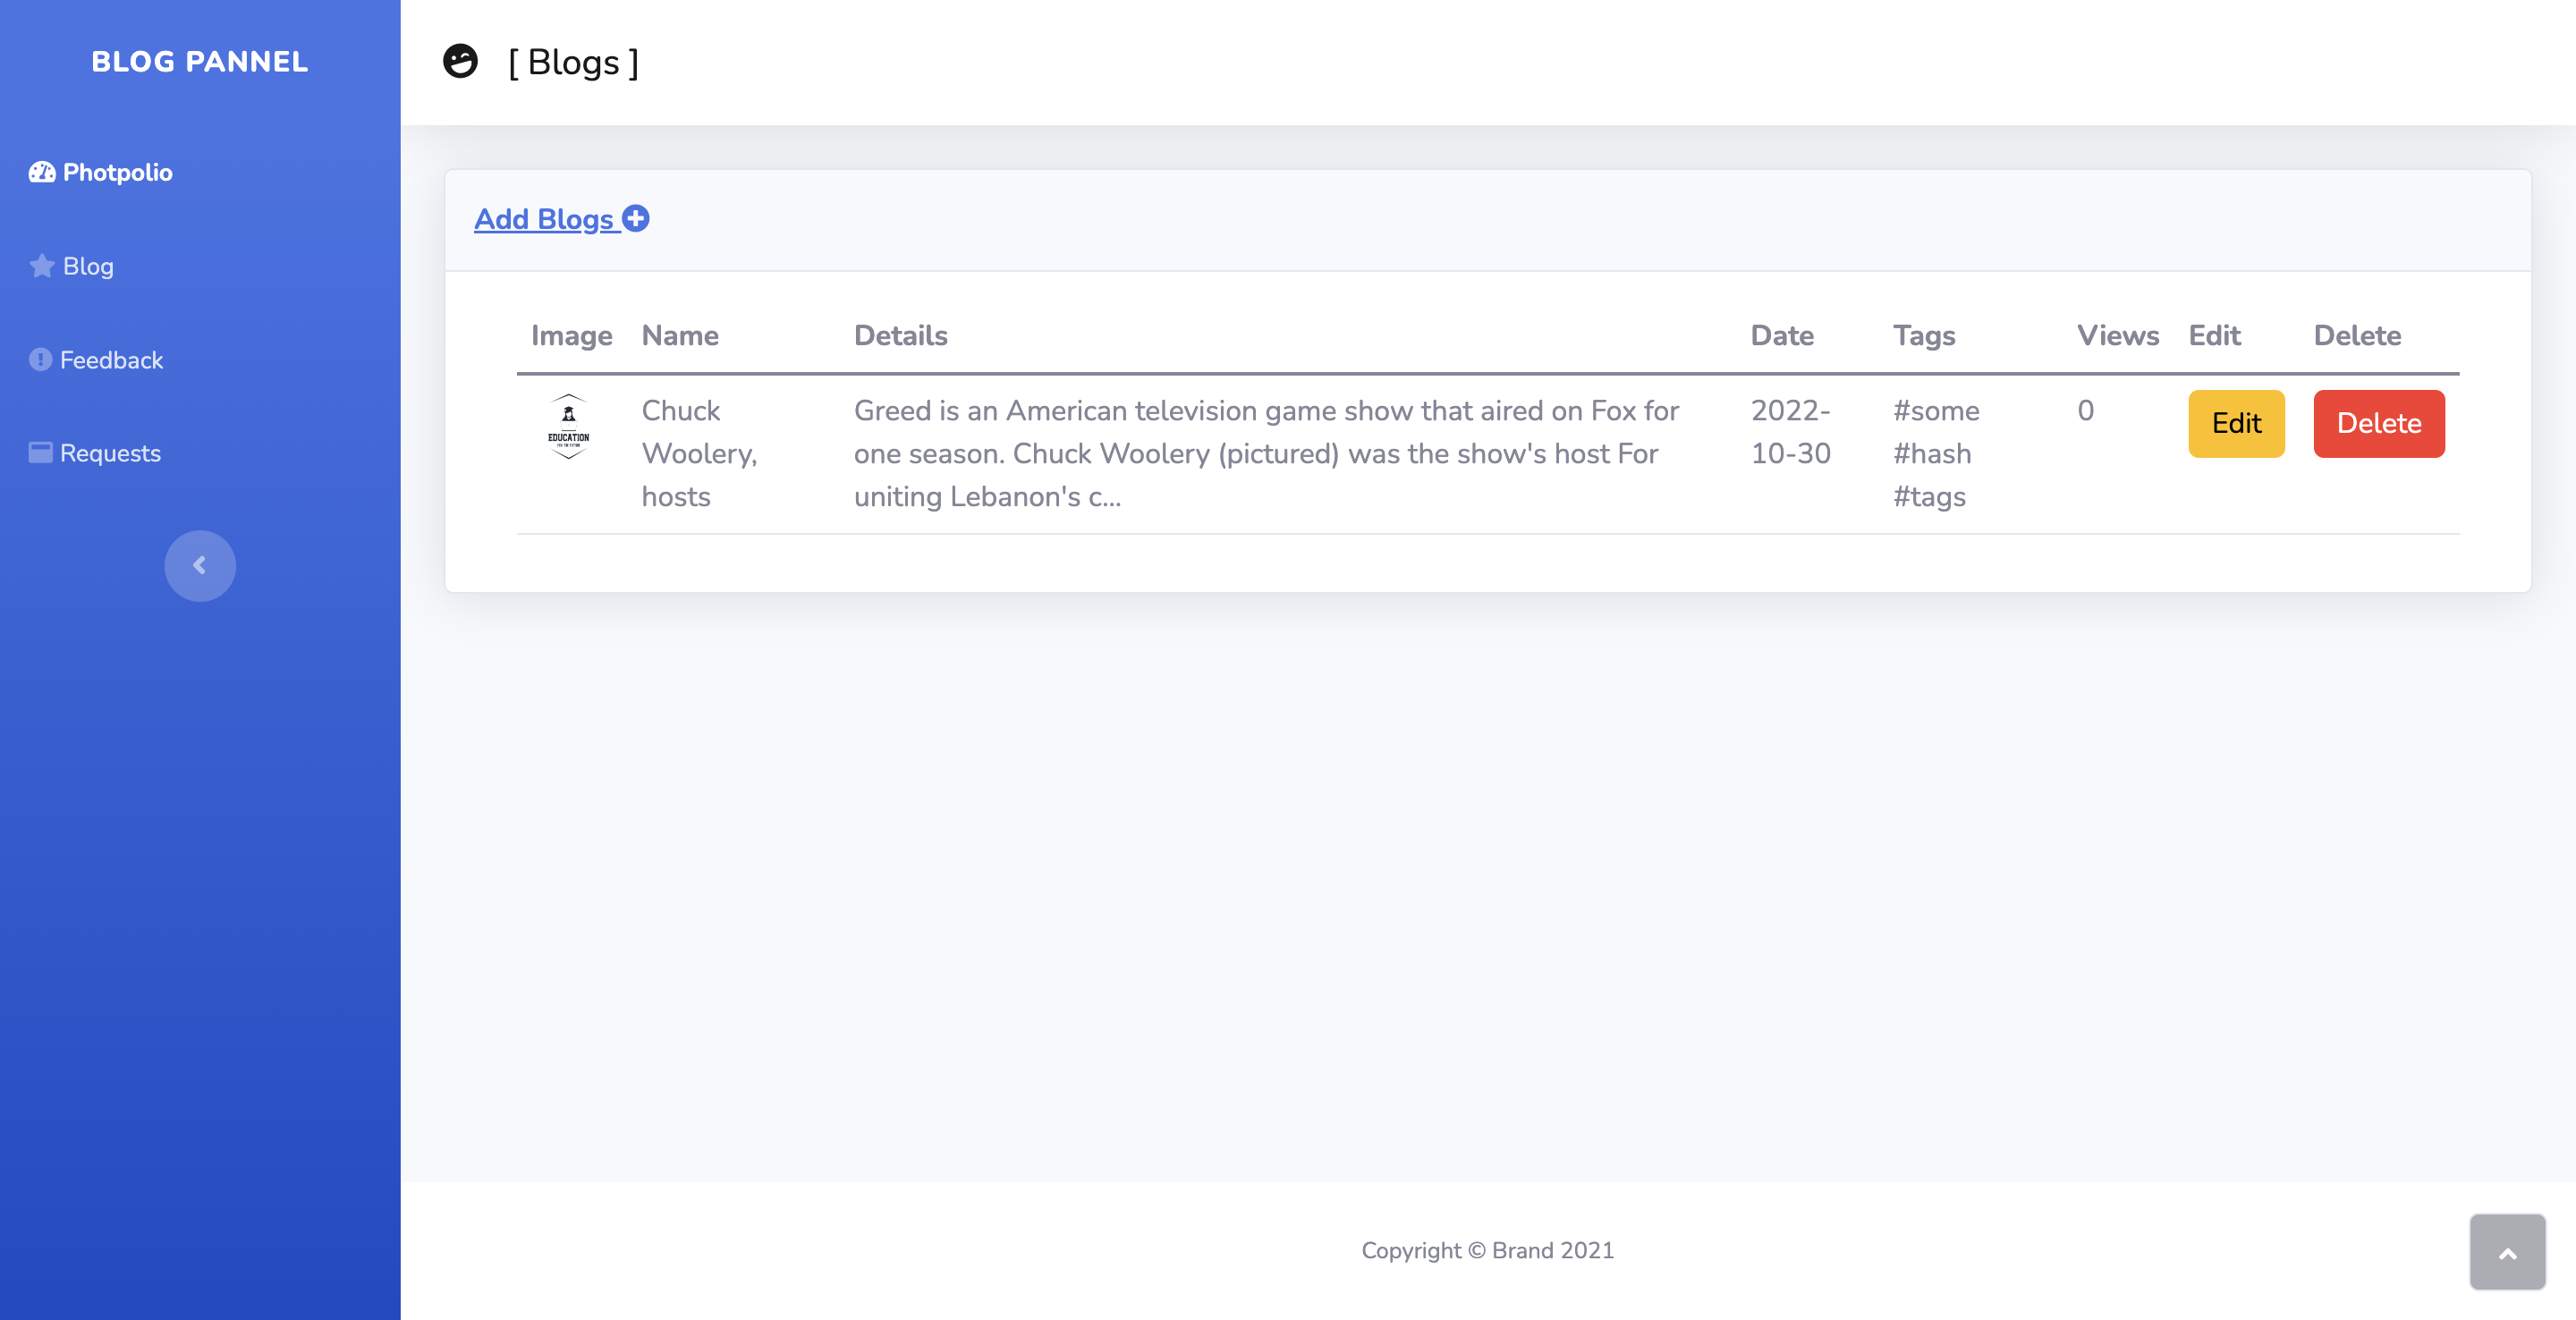 BLOG PANNEL
Photpolio
Blog
Feedback
Requests
[ Blogs ]
Add Blogs
Image Name Details Date Tags Views Edit Delete
EDUCATION
FOR THE FUTURE
Chuck
Woolery,
hosts
Greed is an American television game show that aired on Fox for
one season. Chuck Woolery (pictured) was the show's host For
uniting Lebanon's c...
2022-
10-30
#some
#hash
#tags
0
Edit
Delete
Copyright © Brand 2021